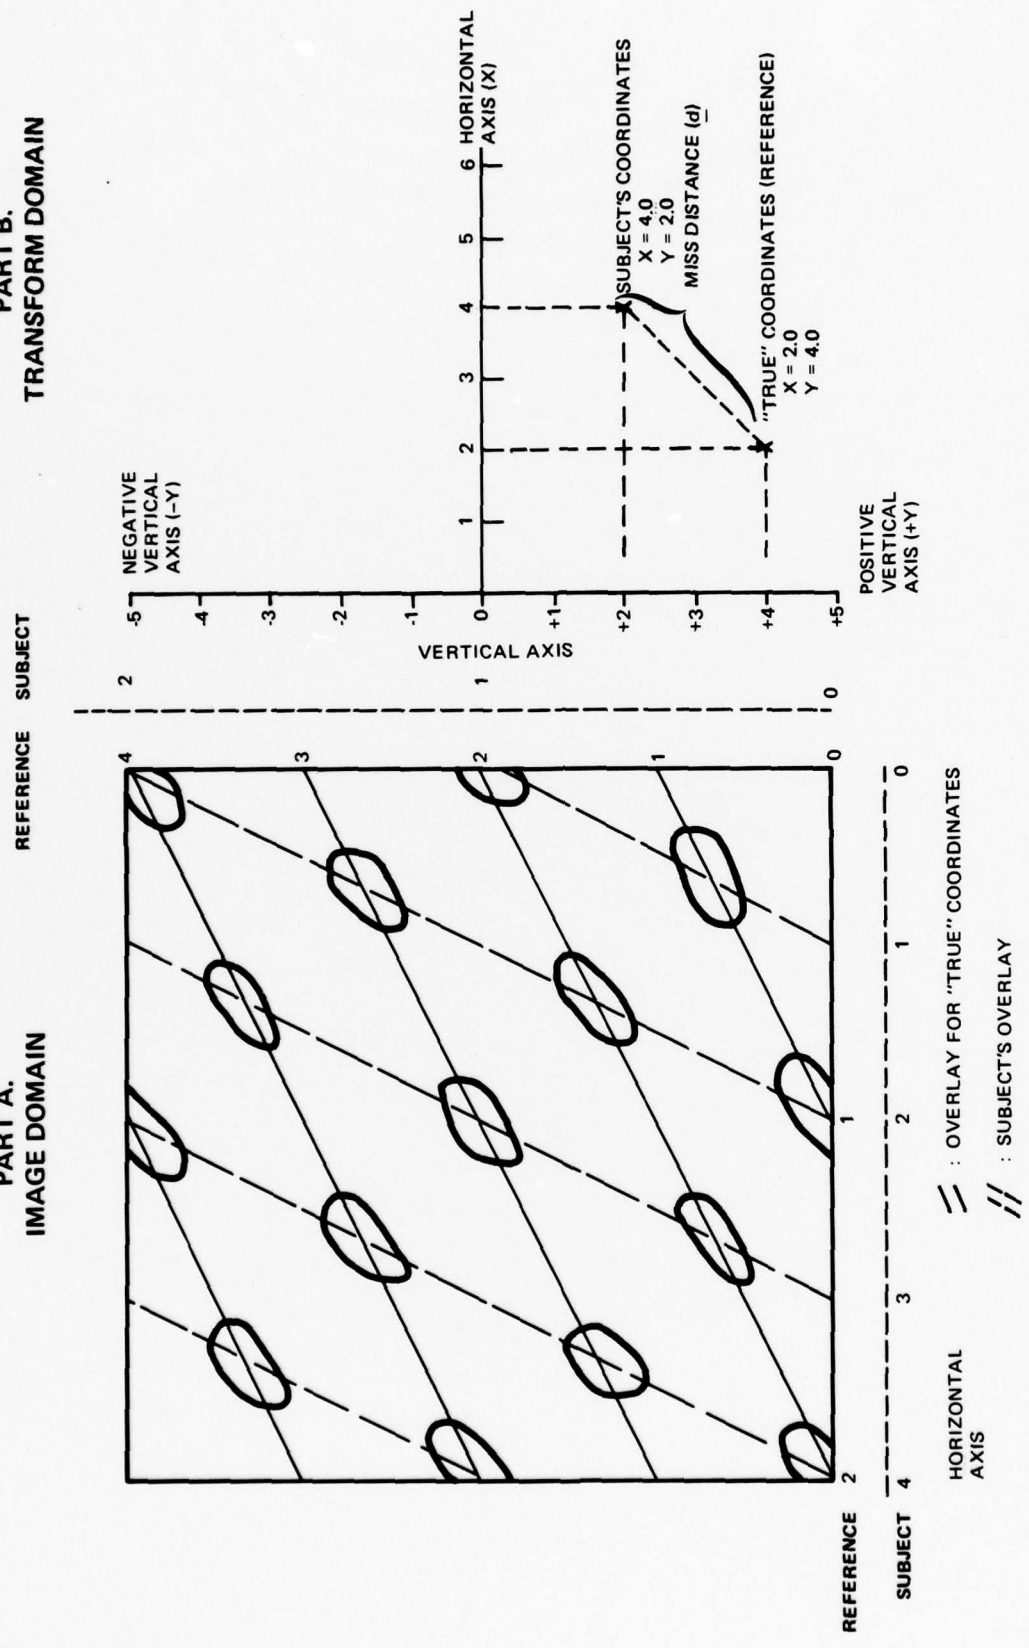 PART A.
IMAGE DOMAIN
REFERENCE SUBJECT
4
3
2
1
0
2
1
0
REFERENCE
2
1
0
SUBJECT
4
3
2
1
0
HORIZONTAL
AXIS
: OVERLAY FOR "TRUE" COORDINATES
: SUBJECT'S OVERLAY
PART B.
TRANSFORM DOMAIN
NEGATIVE
VERTICAL
AXIS (-Y)
-5
-4
-3
-2
-1
0
+1
+2
+3
+4
+5
VERTICAL AXIS
1
2
3
4
5
6
HORIZONTAL
AXIS (X)
SUBJECT'S COORDINATES
X = 4.0
Y = 2.0
MISS DISTANCE (d)
"TRUE" COORDINATES (REFERENCE)
X = 2.0
Y = 4.0
POSITIVE
VERTICAL
AXIS (+Y)